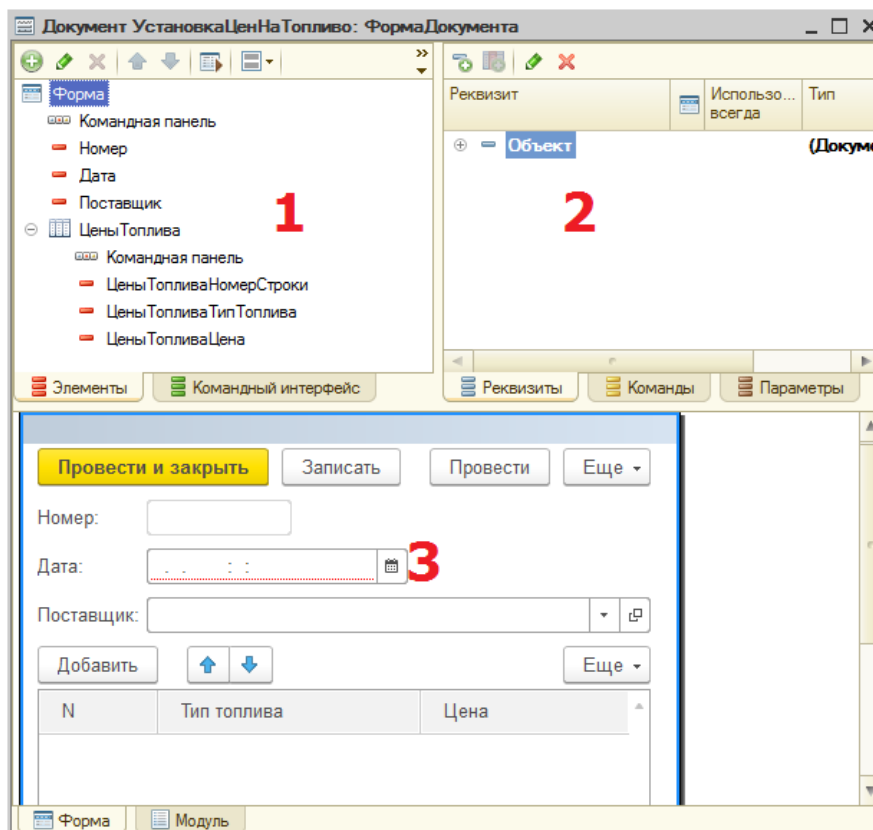 Документ УстановкаЦенНаТопливо: ФормаДокумента
Форма
Командная панель
Номер
Дата
Поставщик
ЦеныТоплива
Командная панель
ЦеныТопливаНомерСтроки
ЦеныТопливаТипТоплива
ЦеныТопливаЦена
1
Элементы
Командный интерфейс
Реквизит
Использо...
всегда
Тип
Объект
(Докуме
2
Реквизиты
Команды
Параметры
Провести и закрыть
Записать
Провести
Еще
Номер:
Дата:
. . : :
3
Поставщик:
Добавить
Еще
N
Тип топлива
Цена
Форма
Модуль